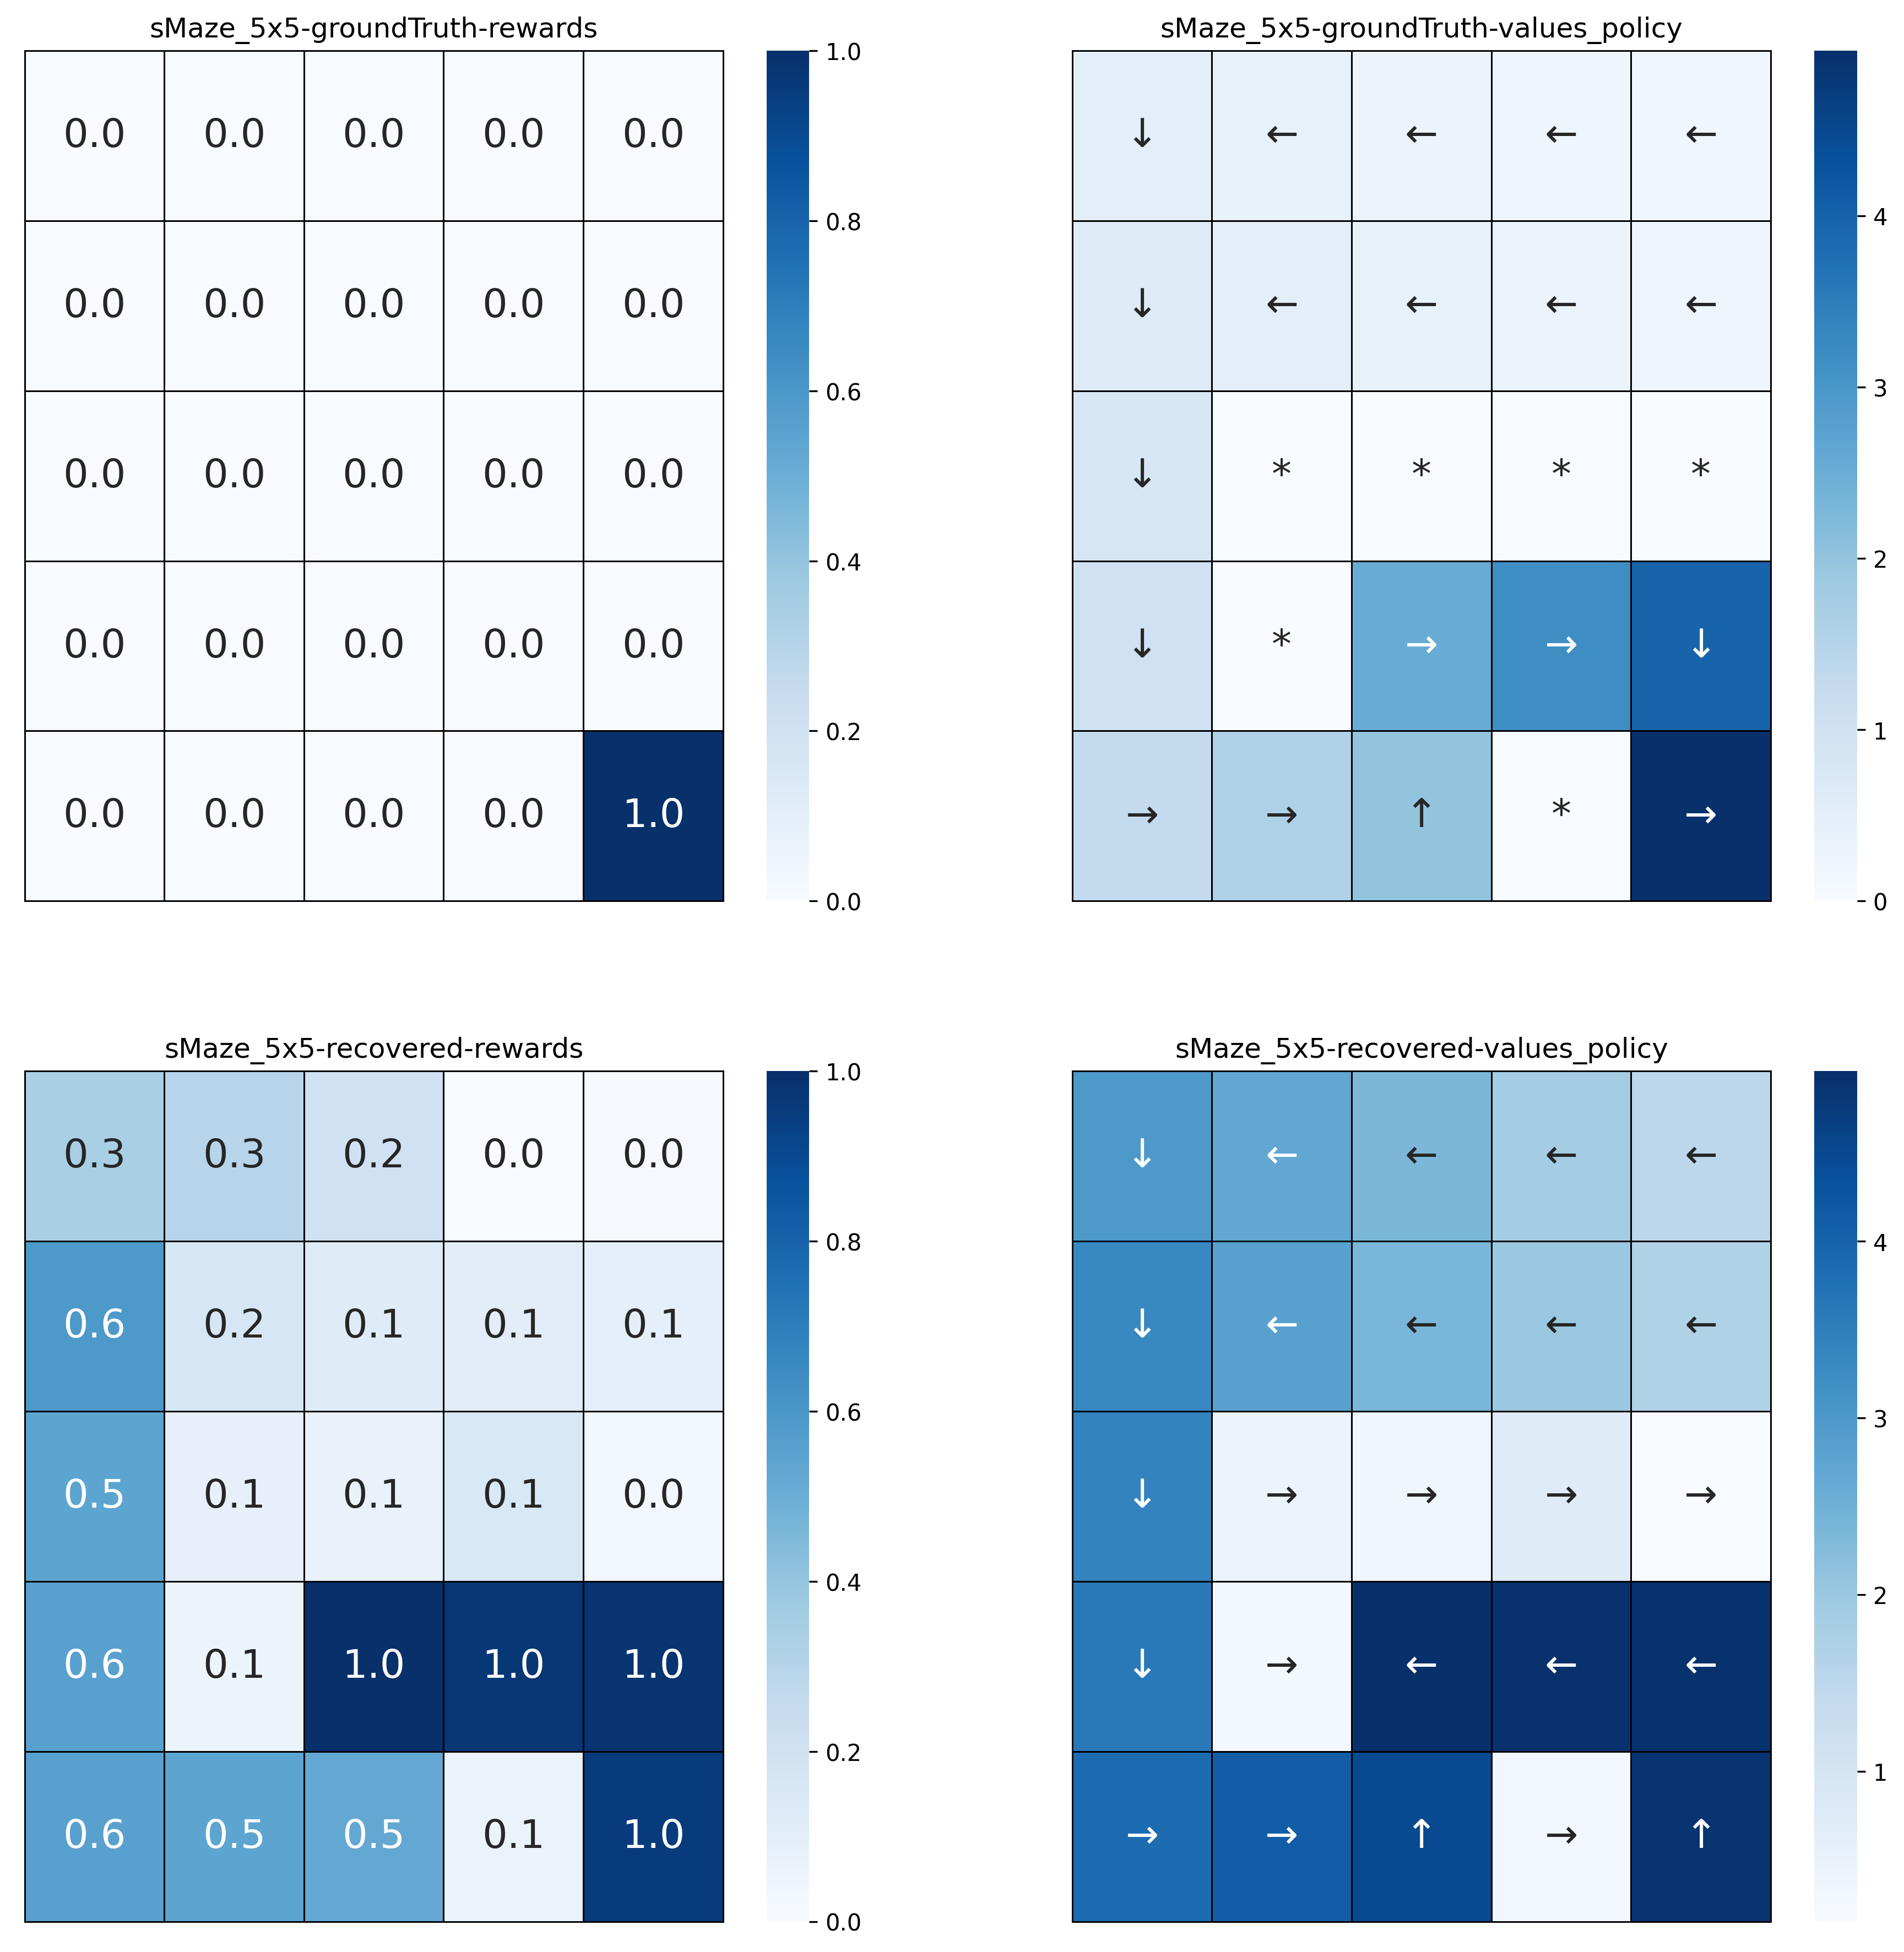 sMaze_5x5-groundTruth-rewards
0.0 0.0 0.0 0.0 0.0
0.0 0.0 0.0 0.0 0.0
0.0 0.0 0.0 0.0 0.0
0.0 0.0 0.0 0.0 0.0
0.0 0.0 0.0 0.0 1.0
1.0
0.8
0.6
0.4
0.2
0.0
sMaze_5x5-groundTruth-values_policy
↓ ← ← ← ←
↓ ← ← ← ←
↓ * * * *
↓ * → → ↓
→ → ↑ * →
4
3
2
1
0
sMaze_5x5-recovered-rewards
0.3 0.3 0.2 0.0 0.0
0.6 0.2 0.1 0.1 0.1
0.5 0.1 0.1 0.1 0.0
0.6 0.1 1.0 1.0 1.0
0.6 0.5 0.5 0.1 1.0
1.0
0.8
0.6
0.4
0.2
0.0
sMaze_5x5-recovered-values_policy
↓ ← ← ← ←
↓ ← ← ← ←
↓ → → → →
↓ → ← ← ←
→ → ↑ → ↑
4
3
2
1